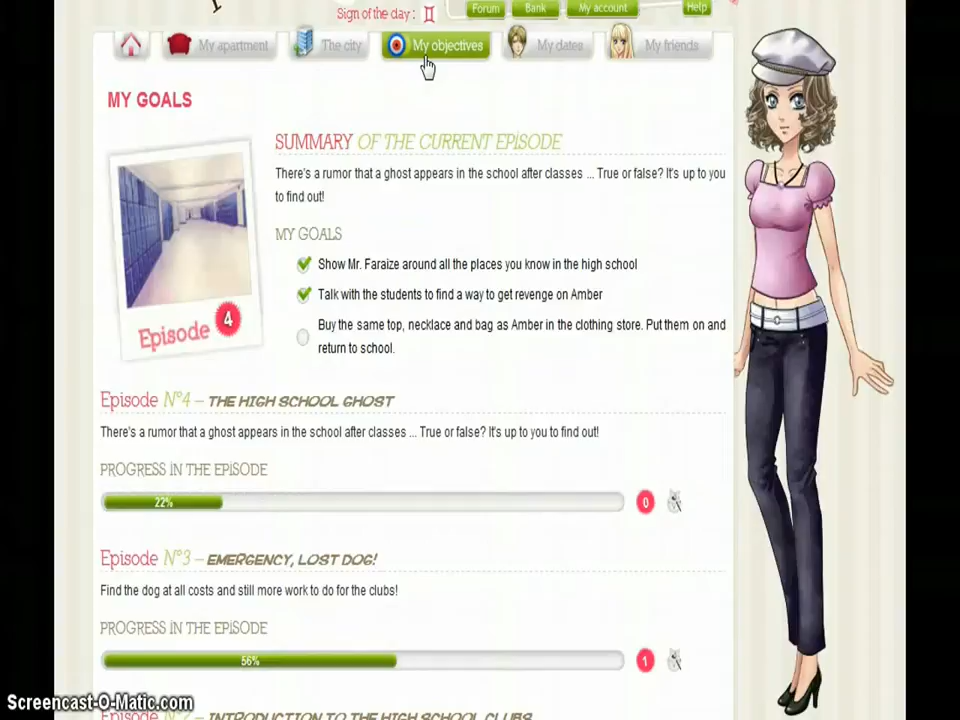 Sign of the day : ♊
Forum
Bank
My account
Help
My apartment
The city
My objectives
My dates
My friends
MY GOALS
SUMMARY OF THE CURRENT EPISODE
There's a rumor that a ghost appears in the school after classes ... True or false? It's up to you
to find out!
MY GOALS
Show Mr. Faraize around all the places you know in the high school
Talk with the students to find a way to get revenge on Amber
Buy the same top, necklace and bag as Amber in the clothing store. Put them on and
return to school.
Episode 4
Episode N°4 – THE HIGH SCHOOL GHOST
There's a rumor that a ghost appears in the school after classes ... True or false? It's up to you to find out!
PROGRESS IN THE EPISODE
22%
0
Episode N°3 – EMERGENCY, LOST DOG!
Find the dog at all costs and still more work to do for the clubs!
PROGRESS IN THE EPISODE
56%
1
Episode N°2 – INTRODUCTION TO THE HIGH SCHOOL CLUBS
Screencast-O-Matic.com